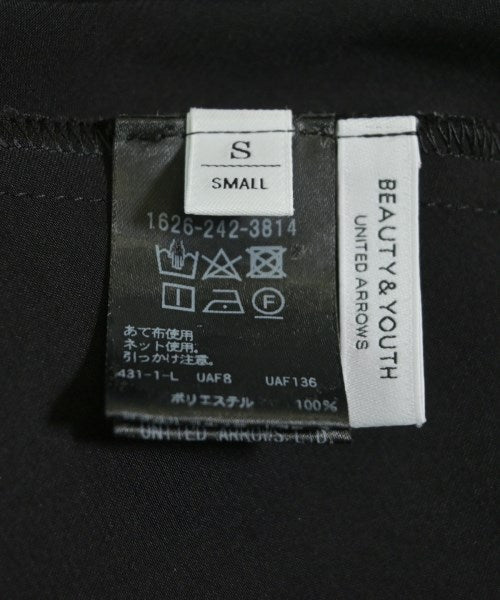 S
SMALL
1626-242-3814
F
あて布使用
ネット使用。
引っかけ注意。
431-1-L UAF8 UAF136
ポリエステル 100%
UNITED ARROWS LTD.
BEAUTY & YOUTH
UNITED ARROWS